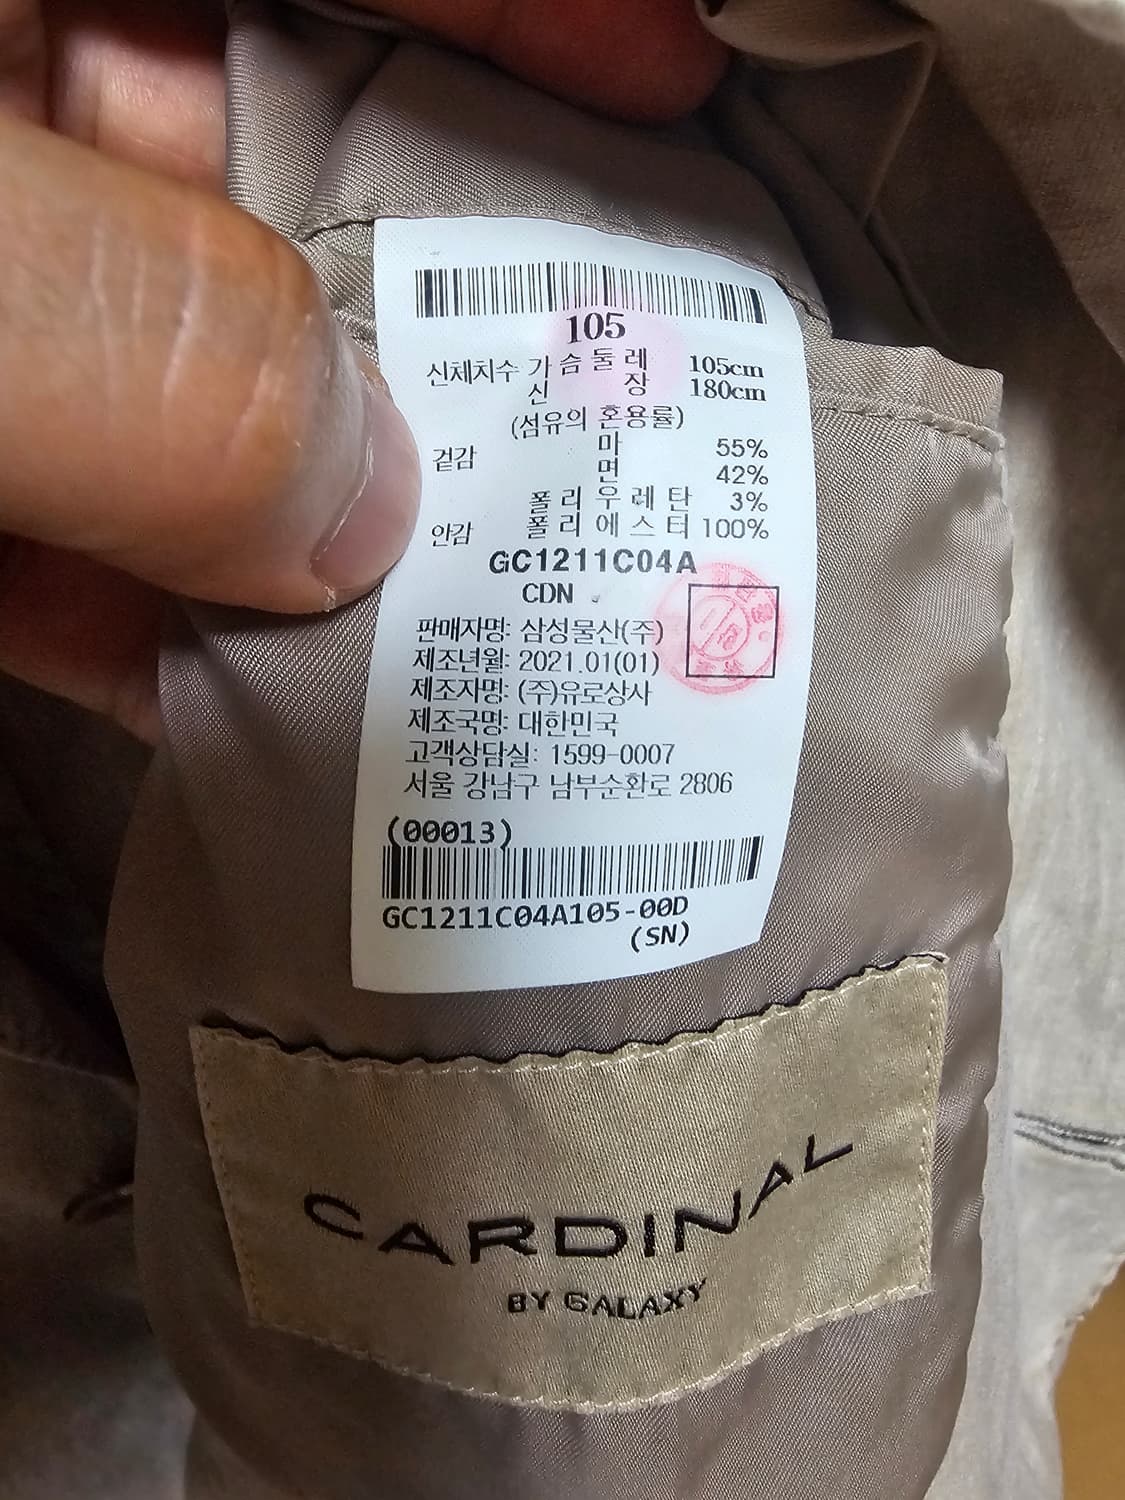 105
신체치수 가슴둘레 105cm
신장 180cm
(섬유의 혼용률)
겉감 마 55%
면 42%
폴리우레탄 3%
안감 폴리에스터 100%
GC1211C04A
CDN
판매자명: 삼성물산(주)
제조년월: 2021.01(01)
제조자명: (주)유로상사
제조국명: 대한민국
고객상담실: 1599-0007
서울 강남구 남부순환로 2806
(00013)
GC1211C04A105-00D
(SN)
CARDINAL
BY GALAXY